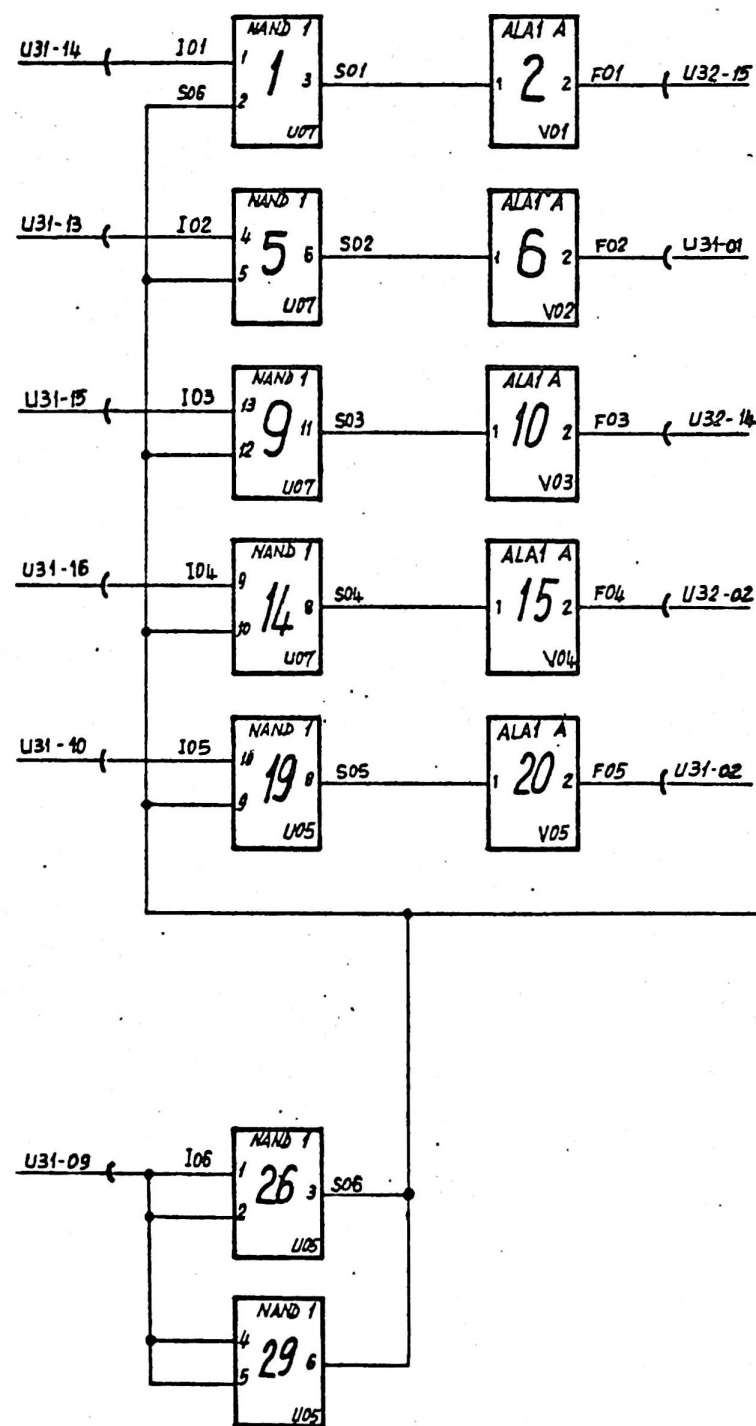 NAND 1 ALA1 A
U31-14 I01 1 1 3 S01 1 2 2 F01 U32-15
S06 2
U07 V01
NAND 1 ALA1 A
U31-13 I02 4 5 6 S02 1 6 2 F02 U31-01
5
U07 V02
NAND 1 ALA1 A
U31-15 I03 13 9 11 S03 1 10 2 F03 U32-14
12
U07 V03
NAND 1 ALA1 A
U31-16 I04 9 14 8 S04 1 15 2 F04 U32-02
10
U07 V04
NAND 1 ALA1 A
U31-10 I05 10 19 8 S05 1 20 2 F05 U31-02
9
U05 V05
NAND 1
U31-09 I06 1 26 3 S06
2
U05
NAND 1
4 29 6
5
U05